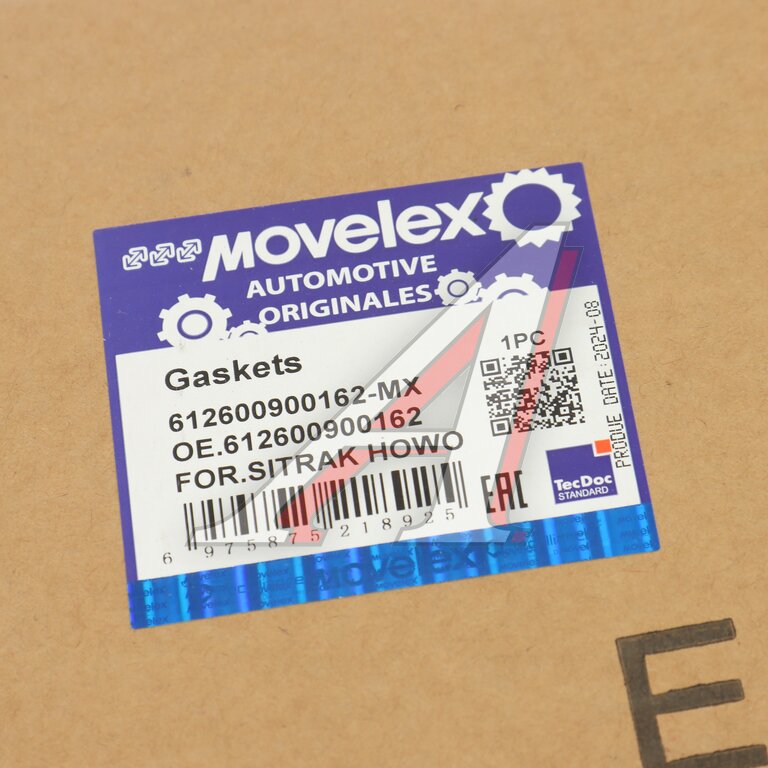 MOVELEX
AUTOMOTIVE
ORIGINALES
Gaskets
612600900162-MX
OE.612600900162
FOR.SITRAK HOWO
1PC
PRODUE DATE:2024-08
TecDoc
STANDARD
EAC
6 975875 218925
MOVELEX
E